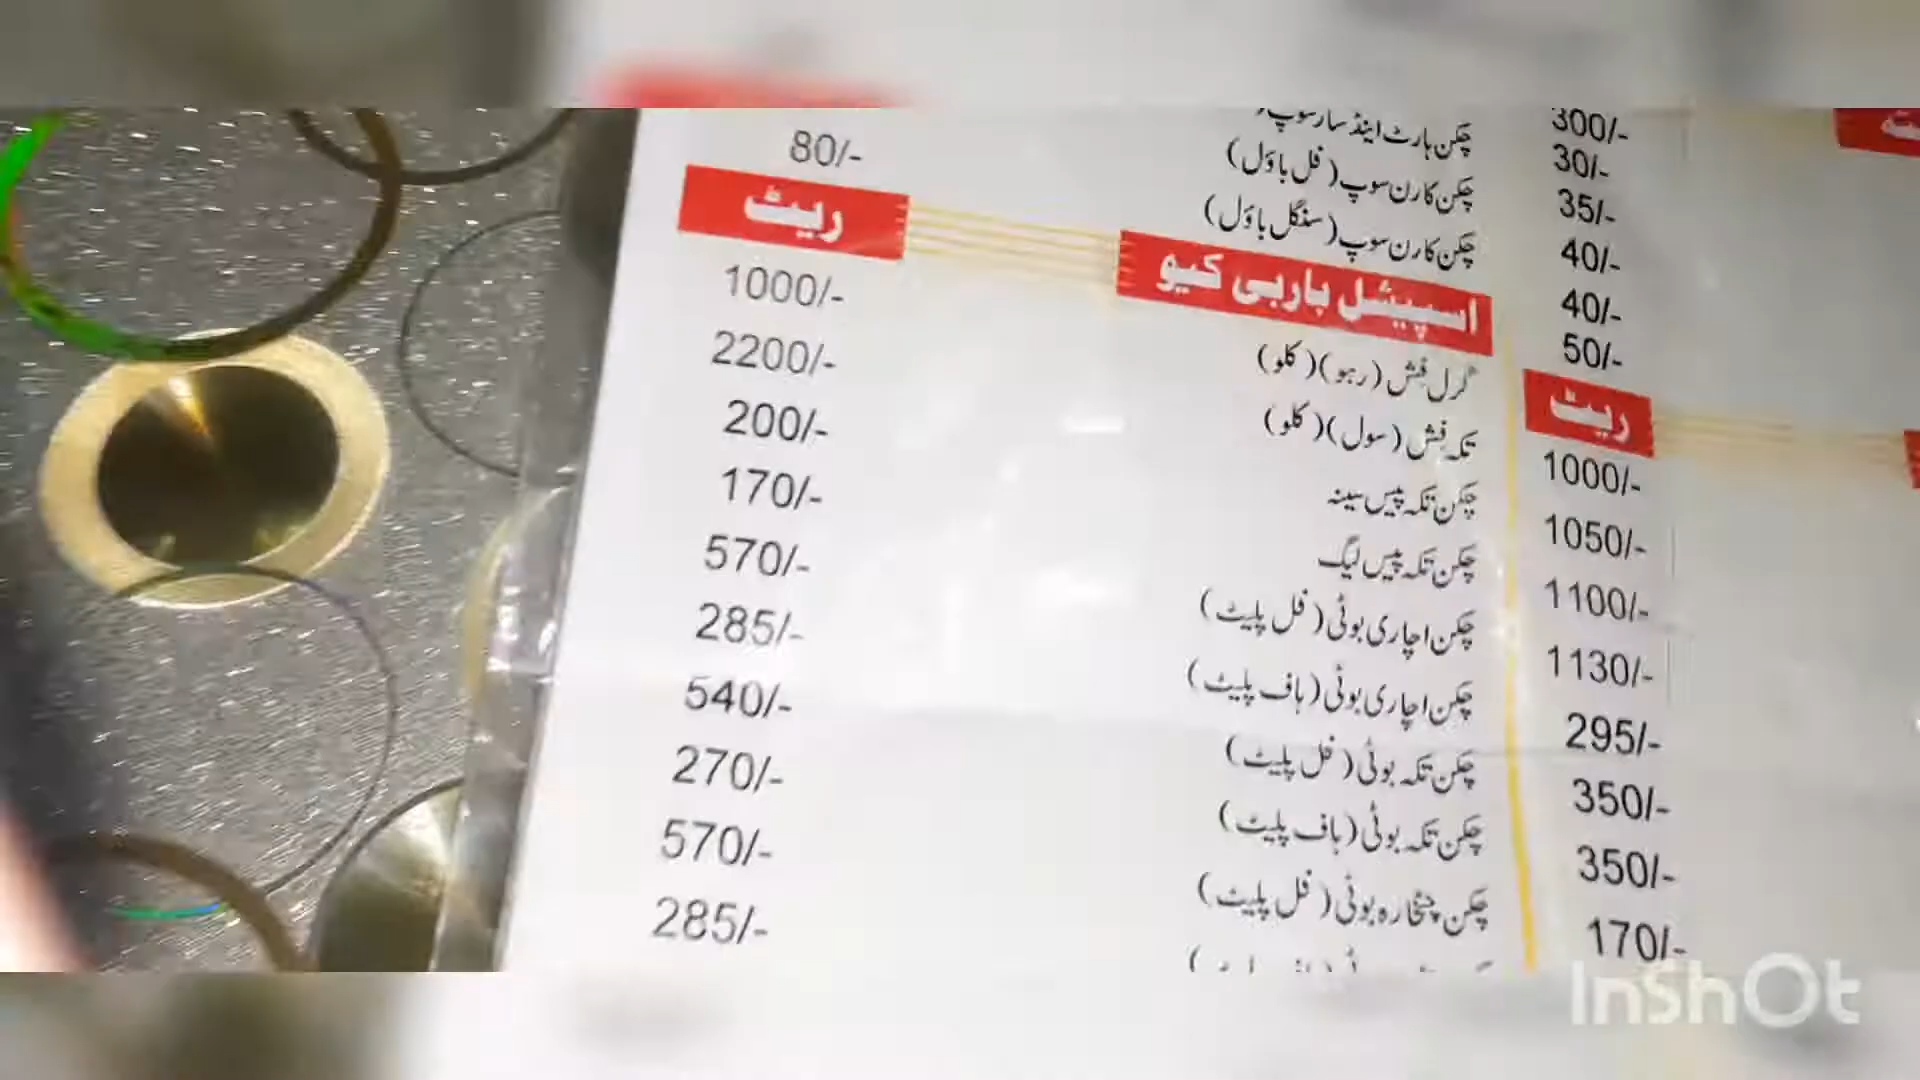 چکن ہارٹ اینڈ سار سوپ
چکن کارن سوپ (فل باؤل)
چکن کارن سوپ (سنگل باؤل) 80/-
اسپیشل باربی کیو ریٹ
گرل فش (رہو)(کلو) 1000/-
تکہ فش (سول)(کلو) 2200/-
چکن تکہ پیس سینہ 200/-
چکن تکہ پیس لیگ 170/-
چکن اچاری بوٹی (فل پلیٹ) 570/-
چکن اچاری بوٹی (ہاف پلیٹ) 285/-
چکن تکہ بوٹی (فل پلیٹ) 540/-
چکن تکہ بوٹی (ہاف پلیٹ) 270/-
چکن چٹخارہ بوٹی (فل پلیٹ) 570/-
285/-
300/-
30/-
35/-
40/-
40/-
50/-
ریٹ
1000/-
1050/-
1100/-
1130/-
295/-
350/-
350/-
170/-
InShOt